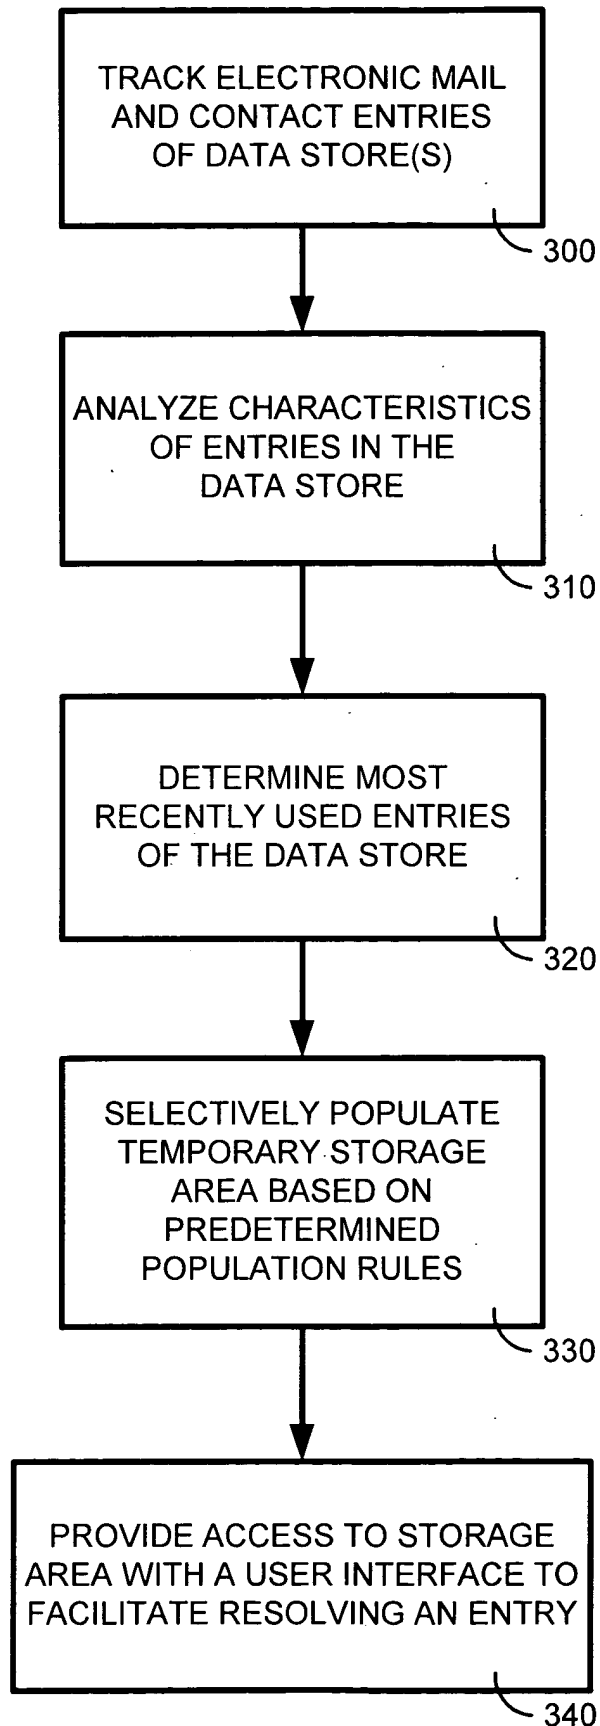 TRACK ELECTRONIC MAIL
AND CONTACT ENTRIES
OF DATA STORE(S)
300
ANALYZE CHARACTERISTICS
OF ENTRIES IN THE
DATA STORE
310
DETERMINE MOST
RECENTLY USED ENTRIES
OF THE DATA STORE
320
SELECTIVELY POPULATE
TEMPORARY STORAGE
AREA BASED ON
PREDETERMINED
POPULATION RULES
330
PROVIDE ACCESS TO STORAGE
AREA WITH A USER INTERFACE TO
FACILITATE RESOLVING AN ENTRY
340